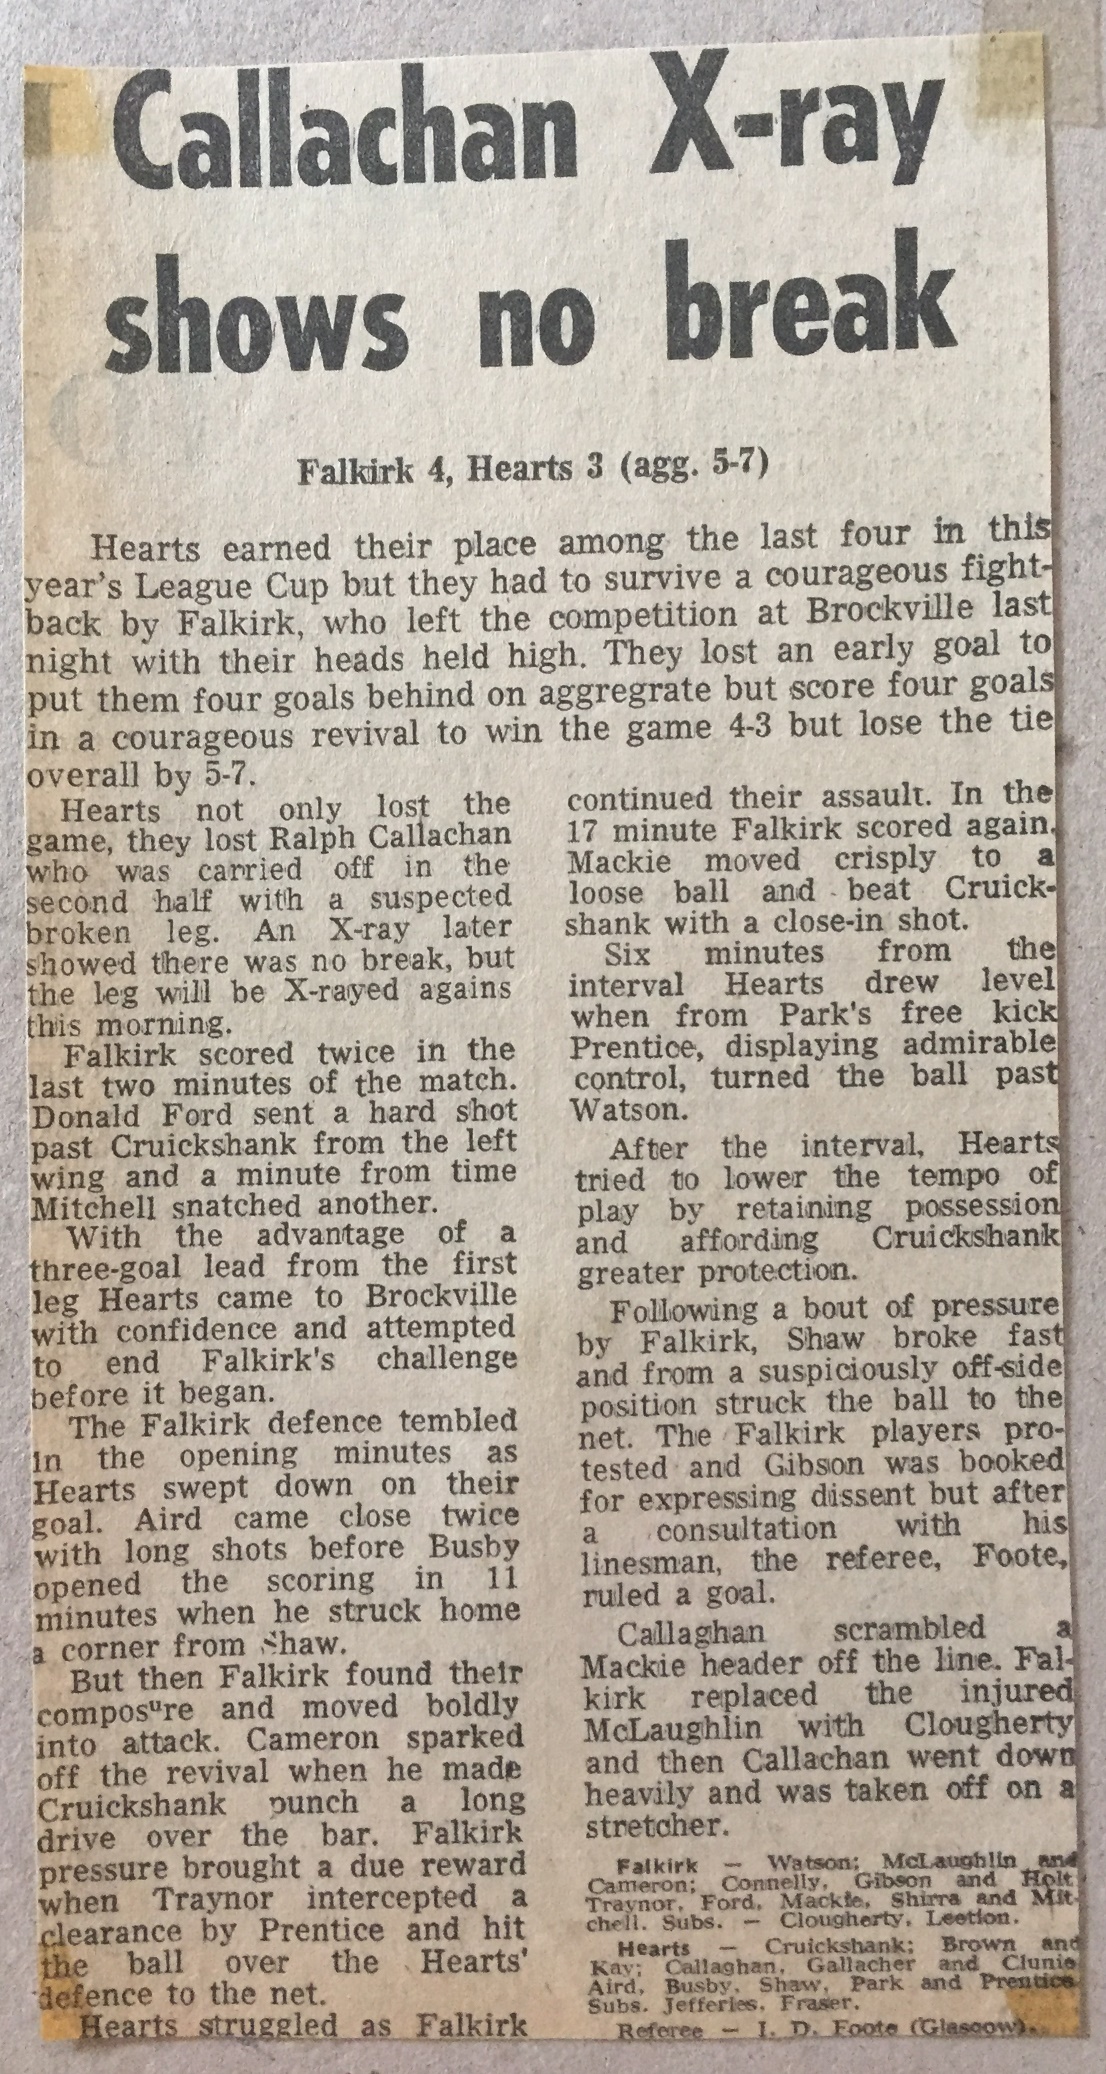 Callachan X-ray
shows no break
Falkirk 4, Hearts 3 (agg. 5-7)
Hearts earned their place among the last four in this
year's League Cup but they had to survive a courageous fight-
back by Falkirk, who left the competition at Brockville last
night with their heads held high. They lost an early goal to
put them four goals behind on aggregrate but score four goals
in a courageous revival to win the game 4-3 but lose the tie
overall by 5-7.
Hearts not only lost the
game, they lost Ralph Callachan
who was carried off in the
second half with a suspected
broken leg. An X-ray later
showed there was no break, but
the leg will be X-rayed agains
this morning.
Falkirk scored twice in the
last two minutes of the match.
Donald Ford sent a hard shot
past Cruickshank from the left
wing and a minute from time
Mitchell snatched another.
With the advantage of a
three-goal lead from the first
leg Hearts came to Brockville
with confidence and attempted
to end Falkirk's challenge
before it began.
The Falkirk defence tembled
in the opening minutes as
Hearts swept down on their
goal. Aird came close twice
with long shots before Busby
opened the scoring in 11
minutes when he struck home
a corner from Shaw.
But then Falkirk found their
composure and moved boldly
into attack. Cameron sparked
off the revival when he made
Cruickshank punch a long
drive over the bar. Falkirk
pressure brought a due reward
when Traynor intercepted a
clearance by Prentice and hit
the ball over the Hearts'
defence to the net.
Hearts struggled as Falkirk
continued their assault. In the
17 minute Falkirk scored again.
Mackie moved crisply to a
loose ball and beat Cruick-
shank with a close-in shot.
Six minutes from the
interval Hearts drew level
when from Park's free kick
Prentice, displaying admirable
control, turned the ball past
Watson.
After the interval, Hearts
tried to lower the tempo of
play by retaining possession
and affording Cruickshank
greater protection.
Following a bout of pressure
by Falkirk, Shaw broke fast
and from a suspiciously off-side
position struck the ball to the
net. The Falkirk players pro-
tested and Gibson was booked
for expressing dissent but after
a consultation with his
linesman, the referee, Foote,
ruled a goal.
Callaghan scrambled a
Mackie header off the line. Fal-
kirk replaced the injured
McLaughlin with Clougherty
and then Callachan went down
heavily and was taken off on a
stretcher.
Falkirk — Watson; McLaughlin and
Cameron; Connelly, Gibson and Holt
Traynor, Ford, Mackie, Shirra and Mit-
chell. Subs. — Clougherty, Leetion.
Hearts — Cruickshank; Brown and
Kay; Callaghan, Gallacher and Clunie
Aird, Busby, Shaw, Park and Prentice
Subs. Jefferies, Fraser.
Referee — I. D. Foote (Glasgow).